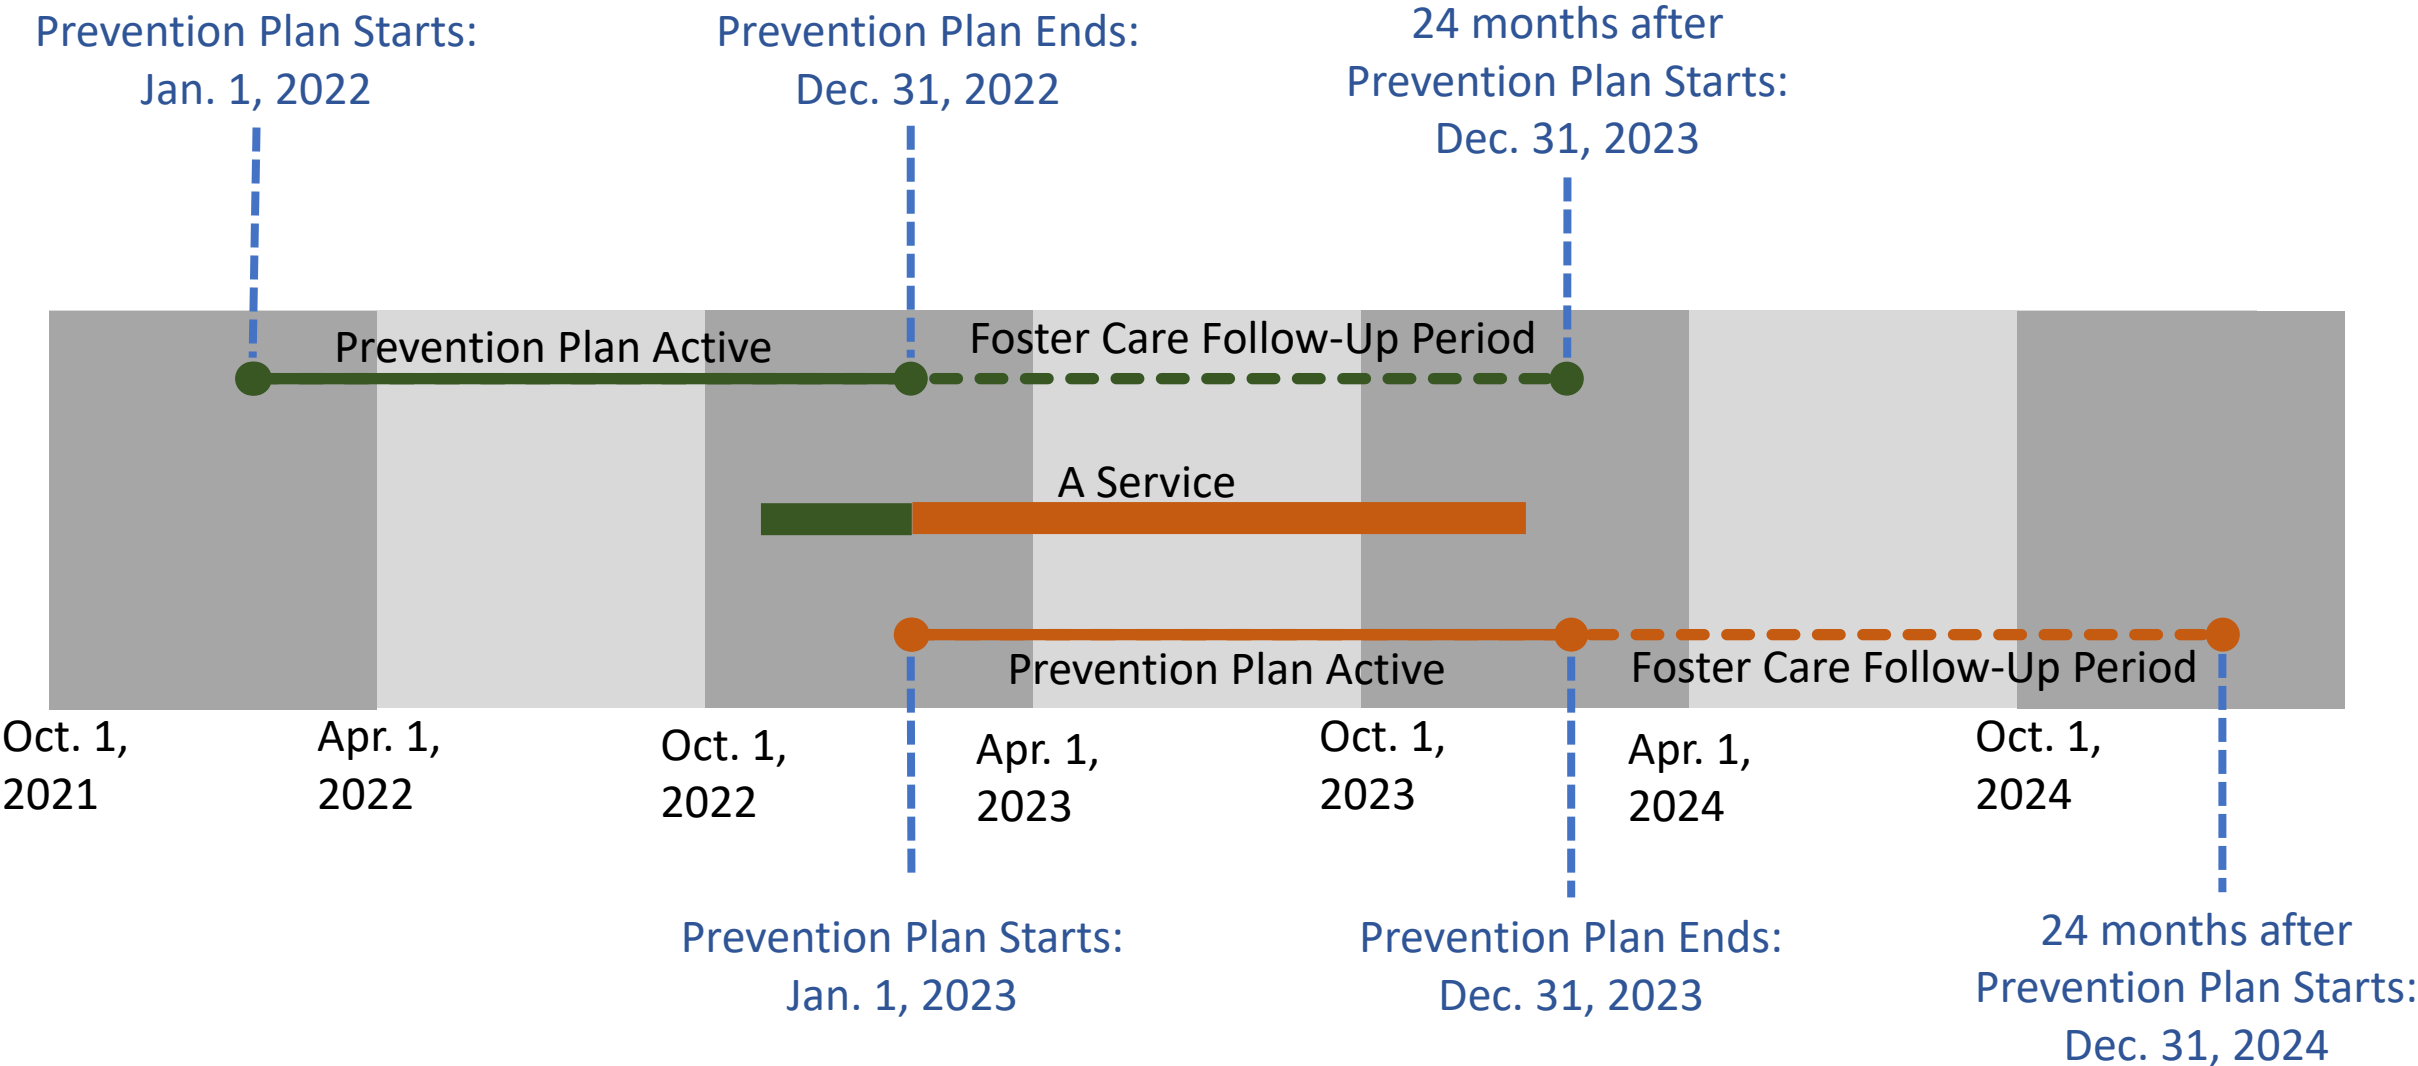 Prevention Plan Starts:
Jan. 1, 2022
Prevention Plan Ends:
Dec. 31, 2022
24 months after
Prevention Plan Starts:
Dec. 31, 2023
Prevention Plan Active
Foster Care Follow-Up Period
A Service
Prevention Plan Active
Foster Care Follow-Up Period
Oct. 1,
2021
Apr. 1,
2022
Oct. 1,
2022
Apr. 1,
2023
Oct. 1,
2023
Apr. 1,
2024
Oct. 1,
2024
Prevention Plan Starts:
Jan. 1, 2023
Prevention Plan Ends:
Dec. 31, 2023
24 months after
Prevention Plan Starts:
Dec. 31, 2024